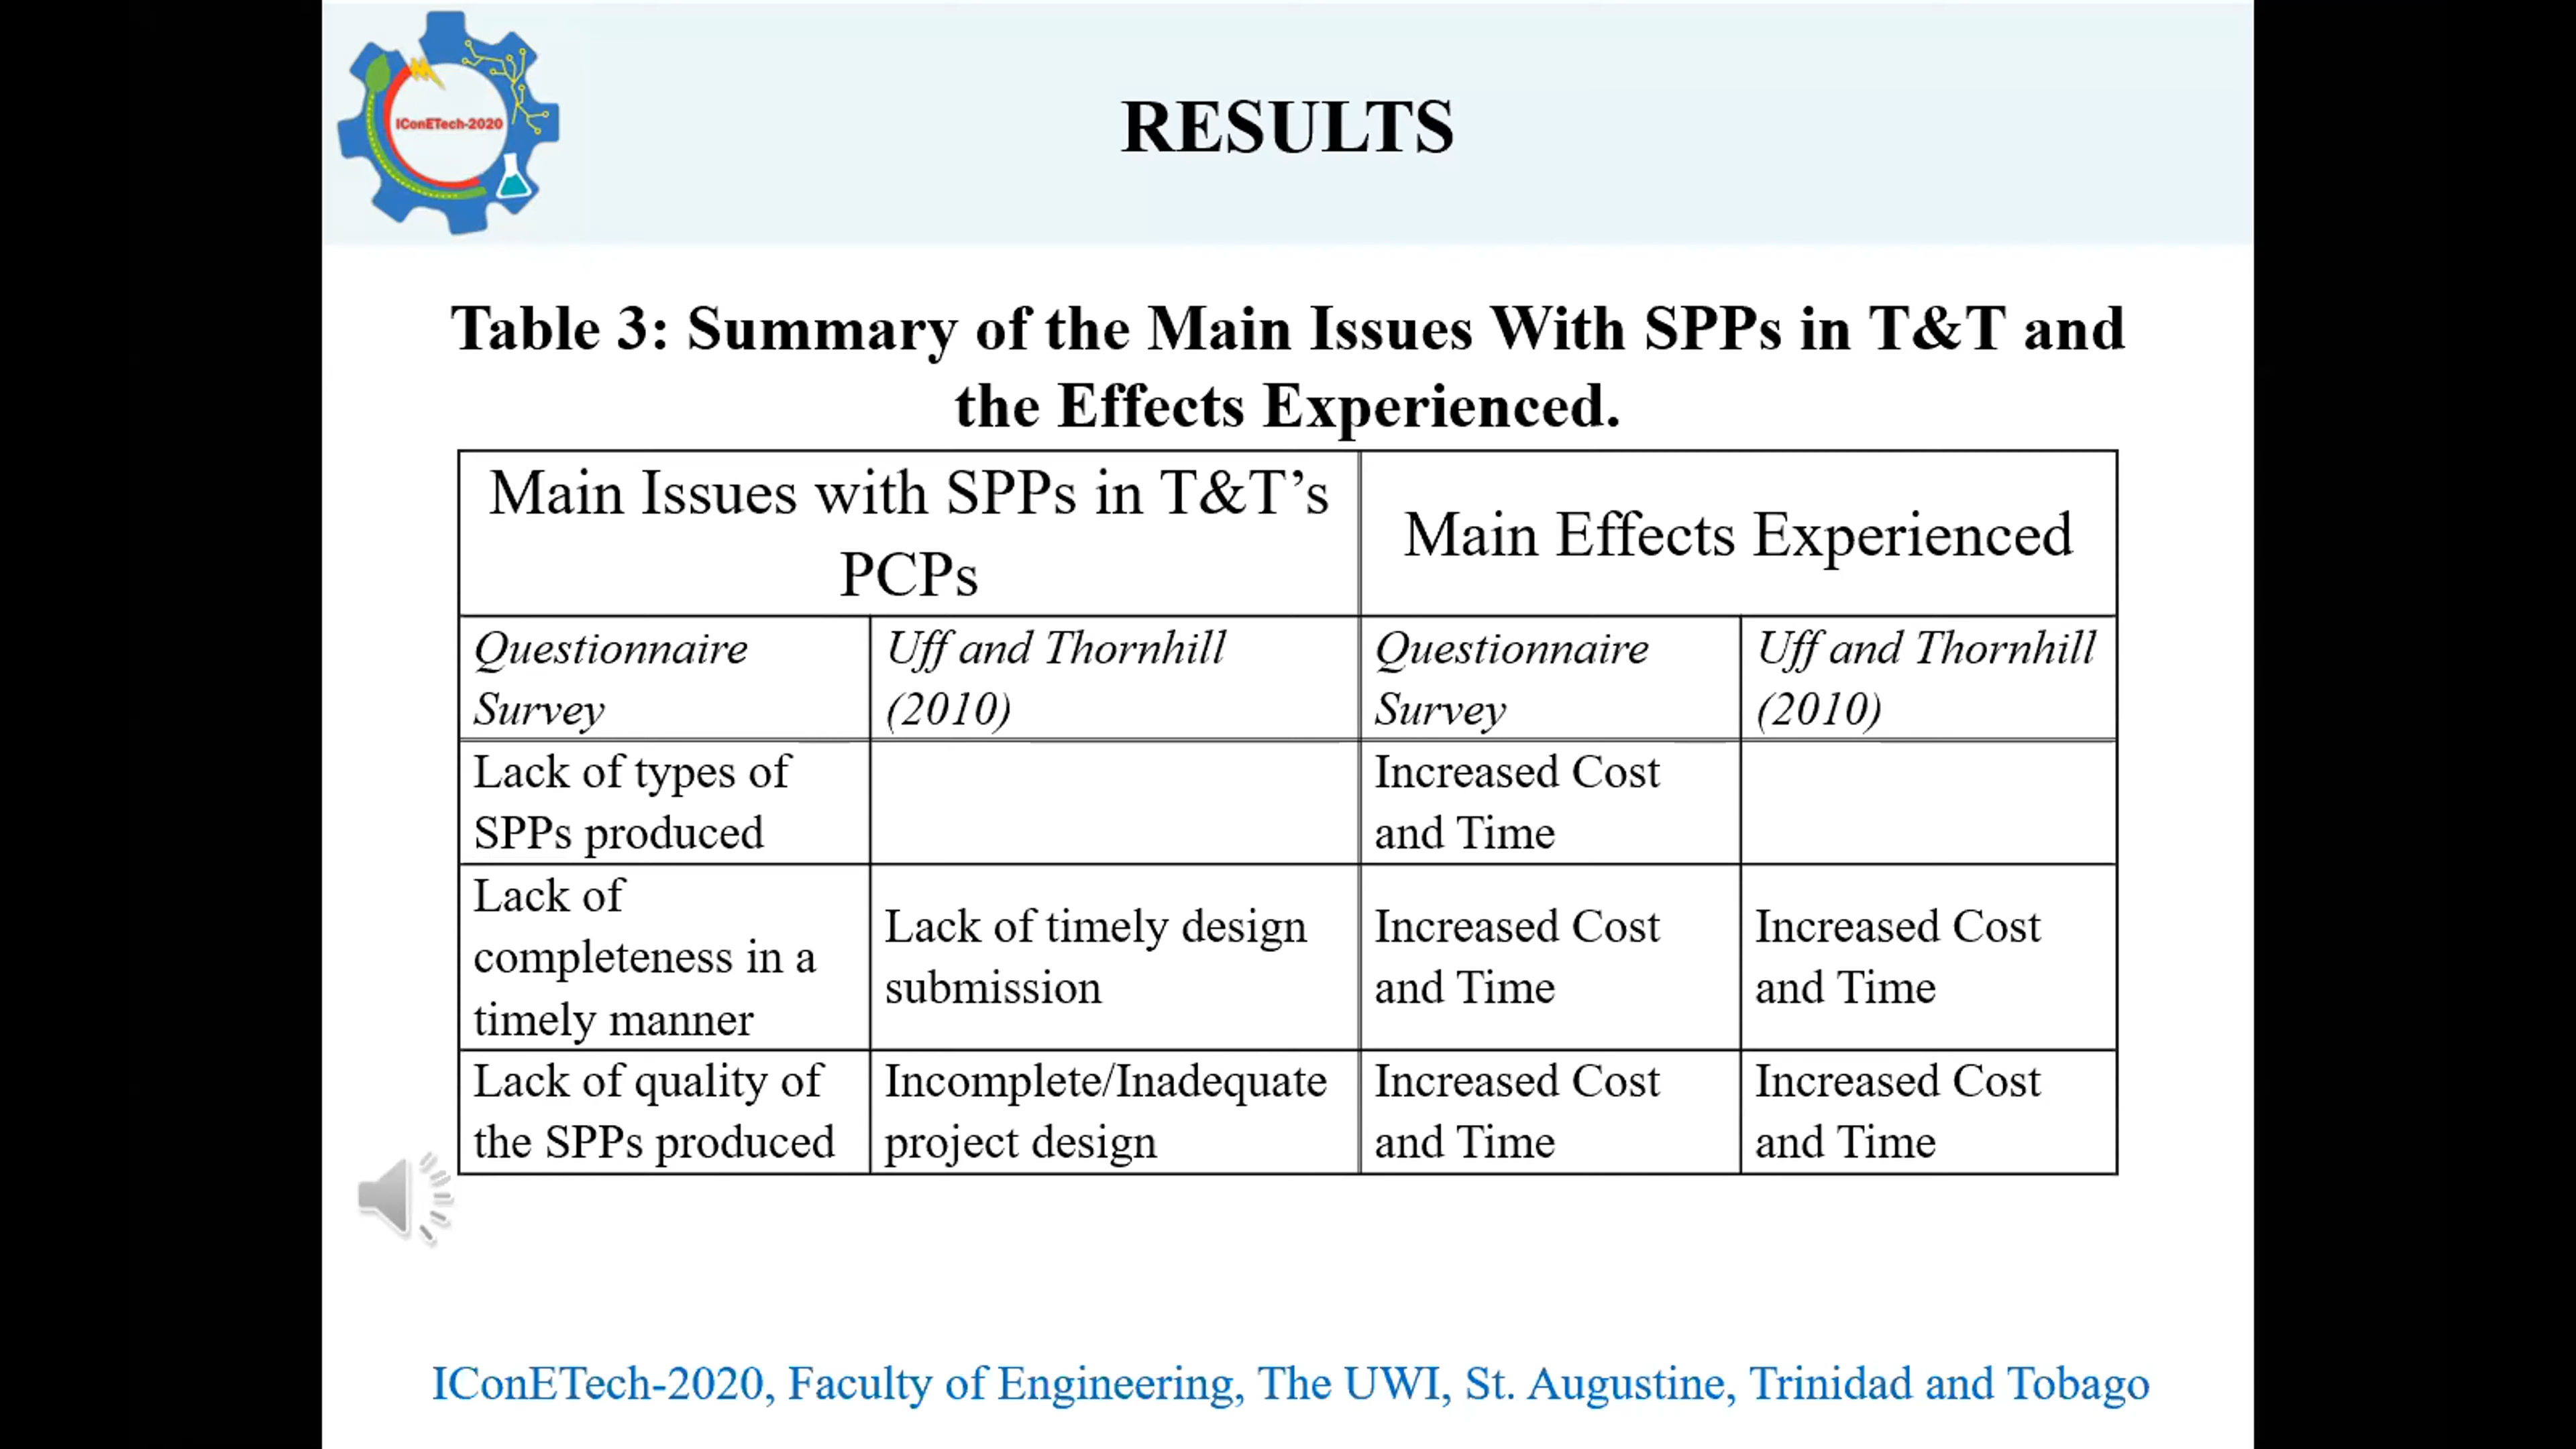 IConETech-2020
RESULTS
Table 3: Summary of the Main Issues With SPPs in T&T and
the Effects Experienced.
Main Issues with SPPs in T&T’s
PCPs
Main Effects Experienced
Questionnaire
Survey
Uff and Thornhill
(2010)
Questionnaire
Survey
Uff and Thornhill
(2010)
Lack of types of
SPPs produced
Increased Cost
and Time
Lack of
completeness in a
timely manner
Lack of timely design
submission
Increased Cost
and Time
Increased Cost
and Time
Lack of quality of
the SPPs produced
Incomplete/Inadequate
project design
Increased Cost
and Time
Increased Cost
and Time
IConETech-2020, Faculty of Engineering, The UWI, St. Augustine, Trinidad and Tobago